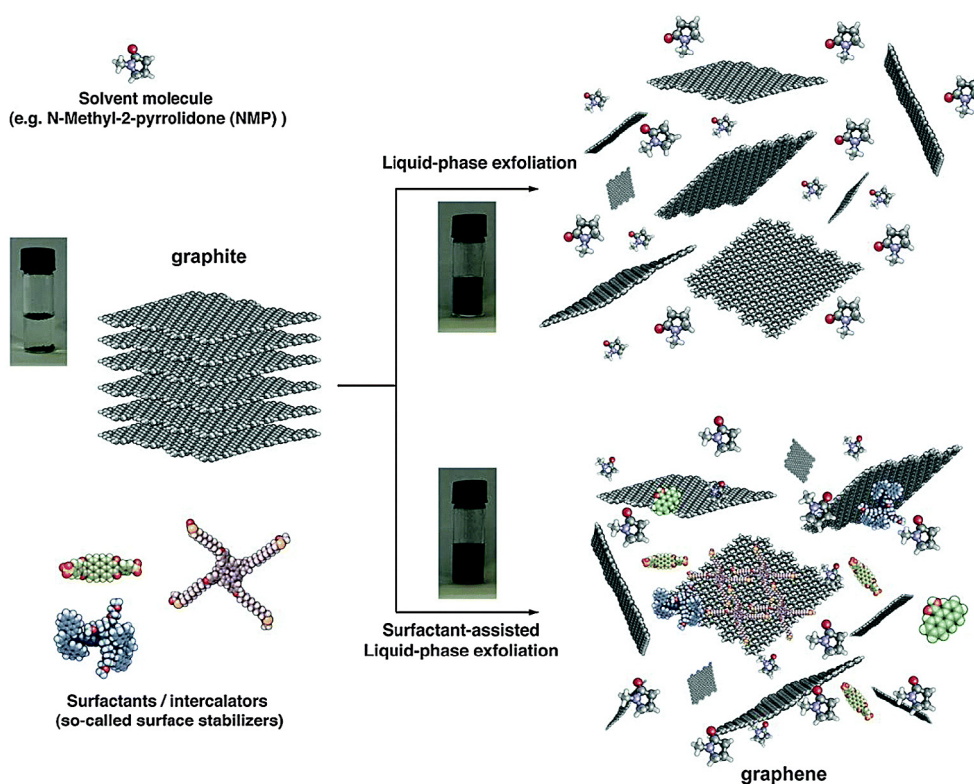 Solvent molecule
(e.g. N-Methyl-2-pyrrolidone (NMP) )
Liquid-phase exfoliation
graphite
Surfactant-assisted
Liquid-phase exfoliation
Surfactants / intercalators
(so-called surface stabilizers)
graphene